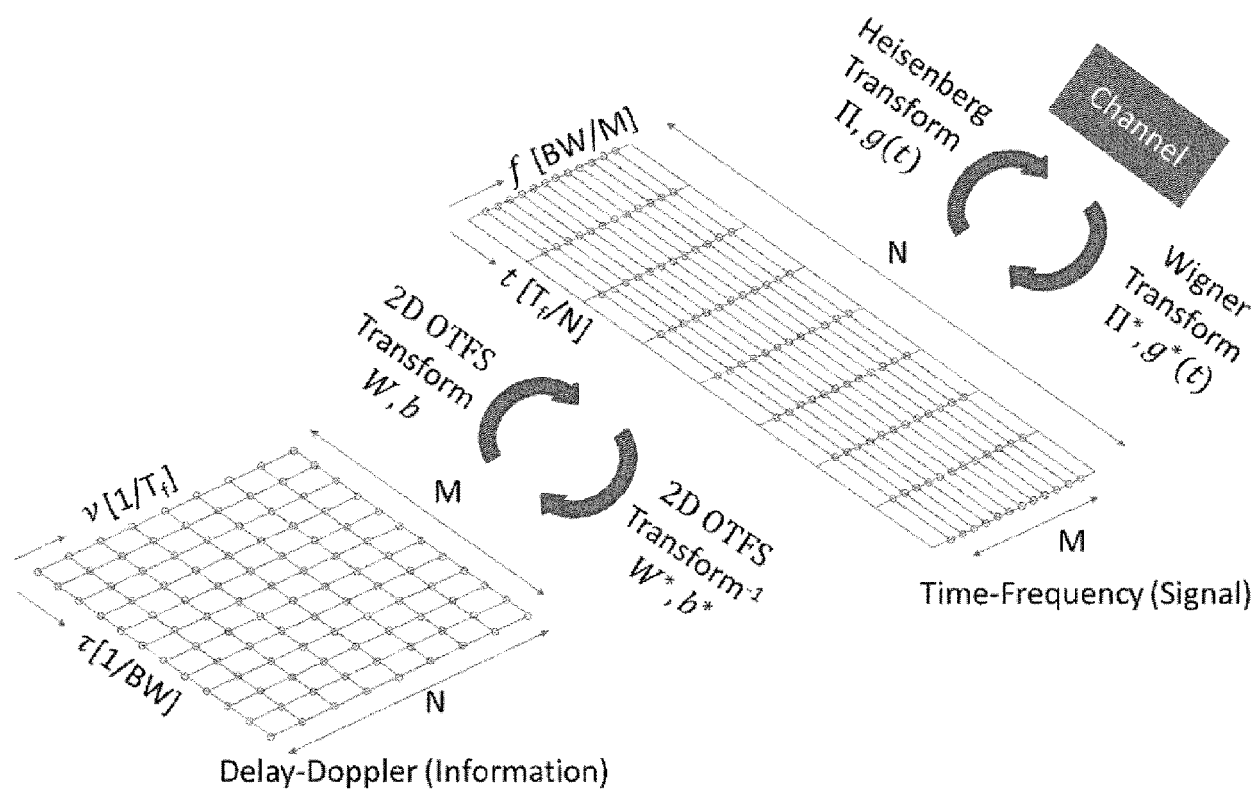 Heisenberg
Transform
Π, g(t)
Channel
f [BW/M]
t [T_f/N]
N
Wigner
Transform
Π*, g*(t)
2D OTFS
Transform
W, b
M
Time-Frequency (Signal)
ν [1/T_f]
M
2D OTFS
Transform⁻¹
W*, b*
τ[1/BW]
N
Delay-Doppler (Information)